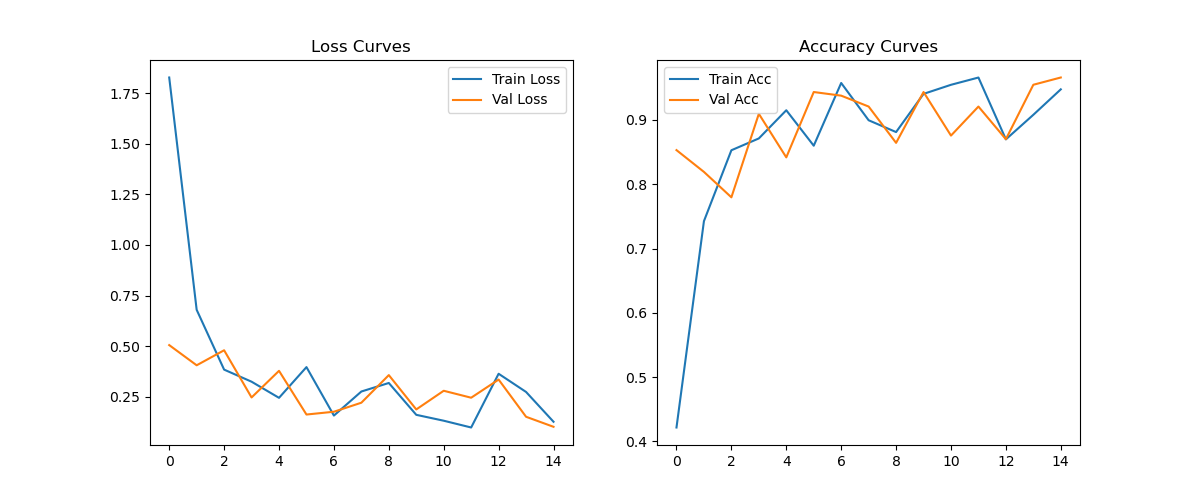 Loss Curves
Train Loss
Val Loss
1.75
1.50
1.25
1.00
0.75
0.50
0.25
0 2 4 6 8 10 12 14
Accuracy Curves
Train Acc
Val Acc
0.9
0.8
0.7
0.6
0.5
0.4
0 2 4 6 8 10 12 14